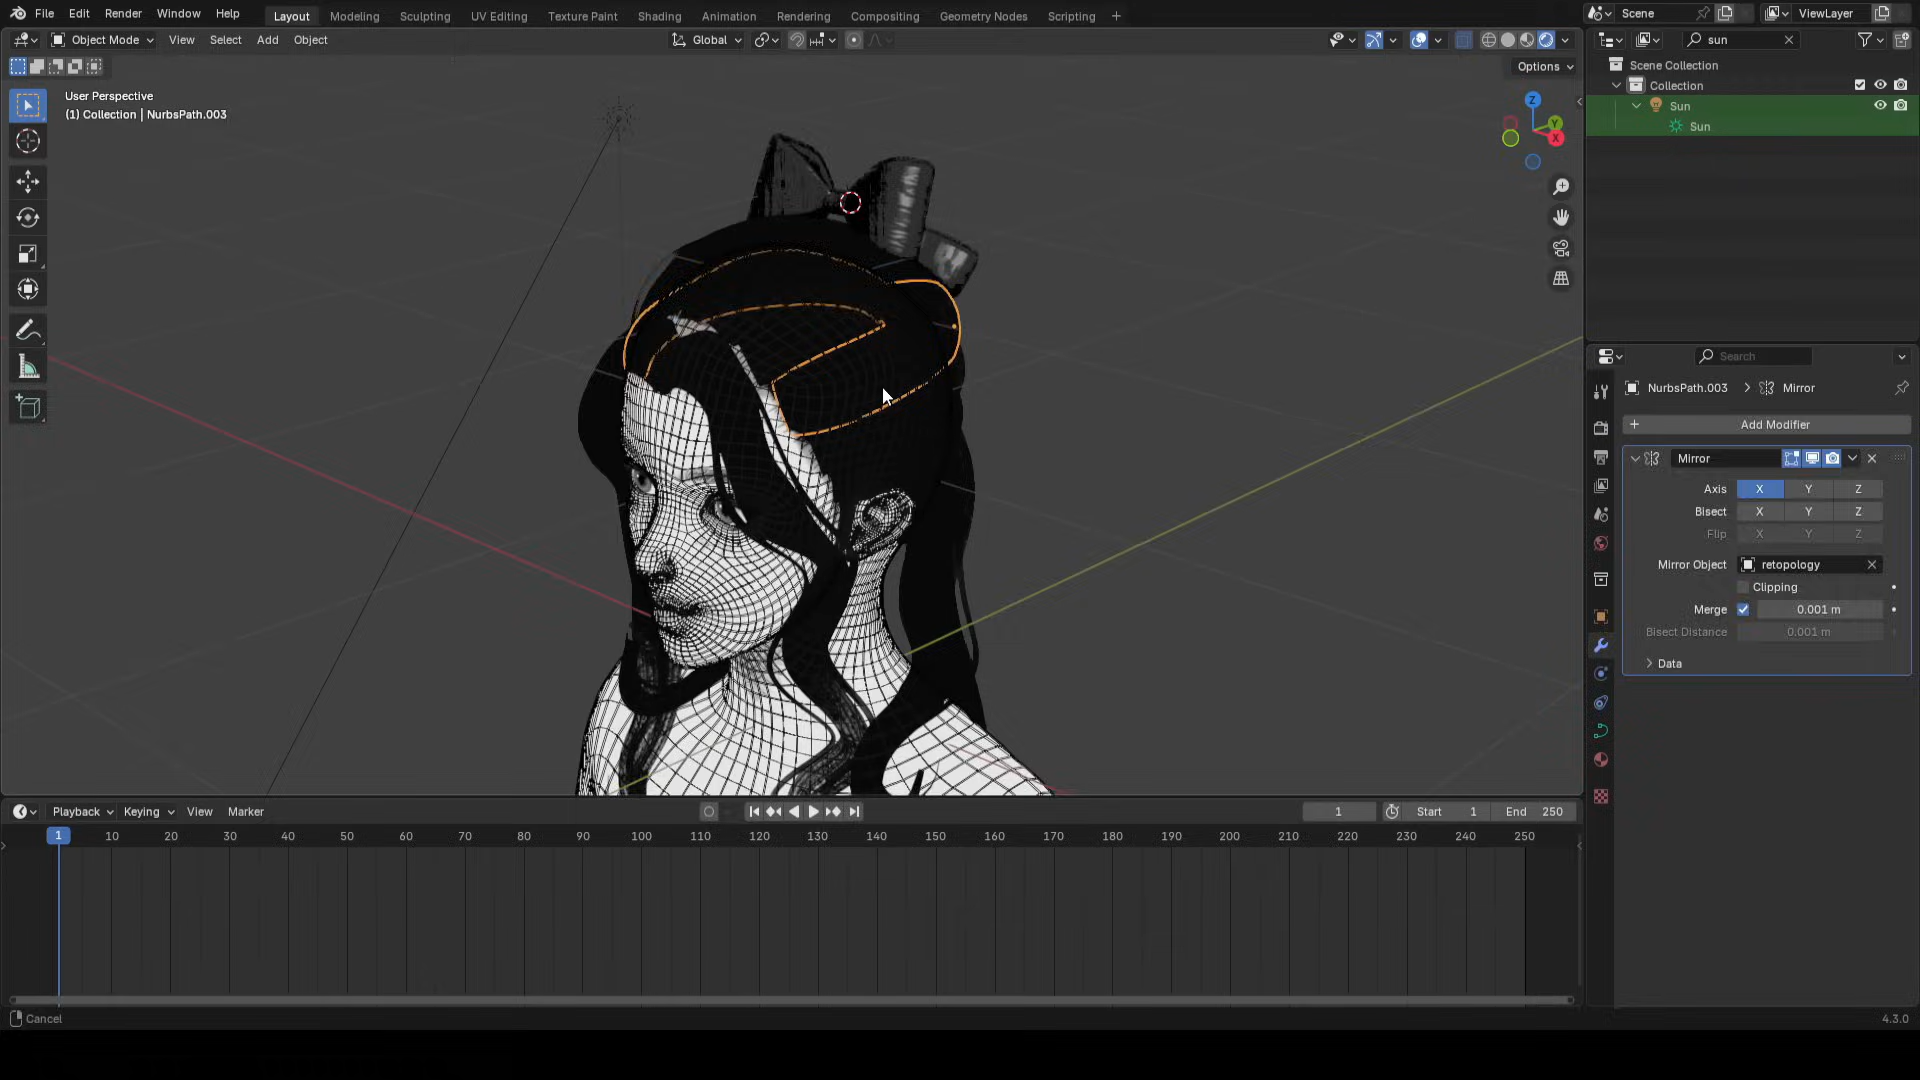 File Edit Render Window Help Layout Modeling Sculpting UV Editing Texture Paint Shading Animation Rendering Compositing Geometry Nodes Scripting + Scene ViewLayer
Object Mode View Select Add Object Global sun
Options
Scene Collection
Collection
Sun
Sun
User Perspective
(1) Collection | NurbsPath.003
Z
Y
X
Search
NurbsPath.003 > Mirror
+ Add Modifier
Mirror
Axis X Y Z
Bisect X Y Z
Flip X Y Z
Mirror Object retopology
Clipping
Merge 0.001 m
Bisect Distance 0.001 m
Data
Playback Keying View Marker 1 Start 1 End 250
1 10 20 30 40 50 60 70 80 90 100 110 120 130 140 150 160 170 180 190 200 210 220 230 240 250
Cancel 4.3.0